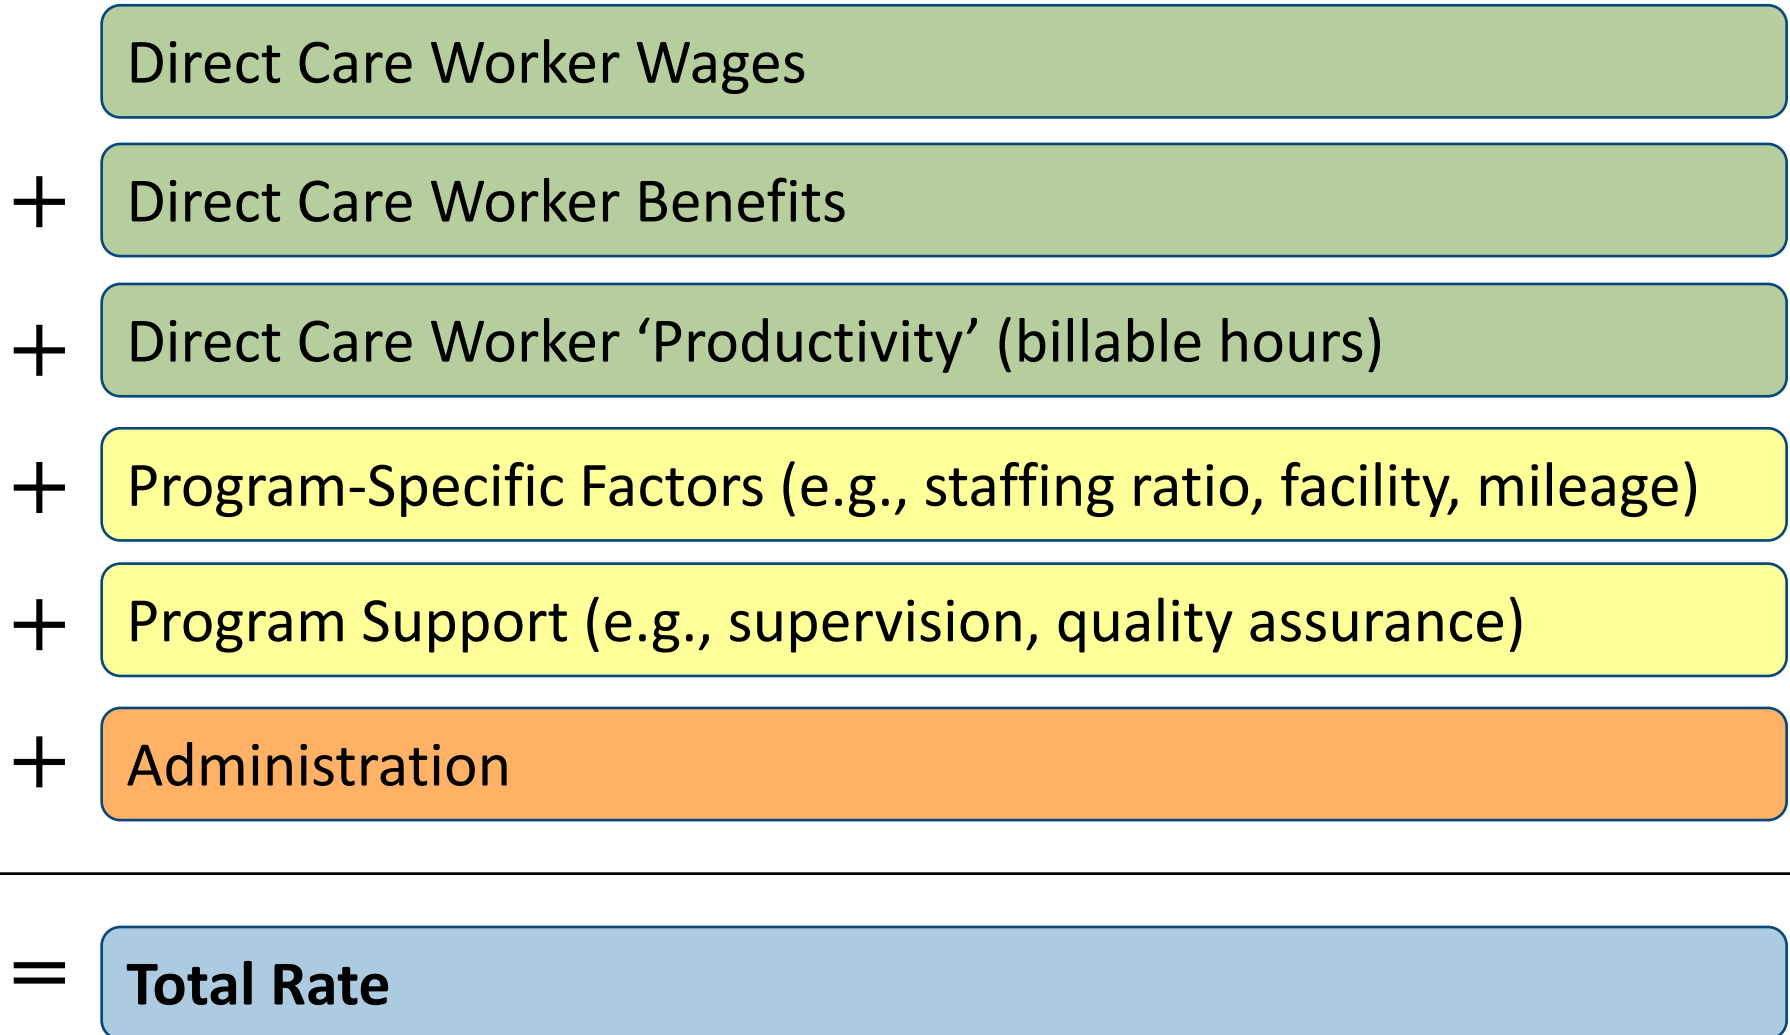 Direct Care Worker Wages
+ Direct Care Worker Benefits
+ Direct Care Worker ‘Productivity’ (billable hours)
+ Program-Specific Factors (e.g., staffing ratio, facility, mileage)
+ Program Support (e.g., supervision, quality assurance)
+ Administration
= Total Rate